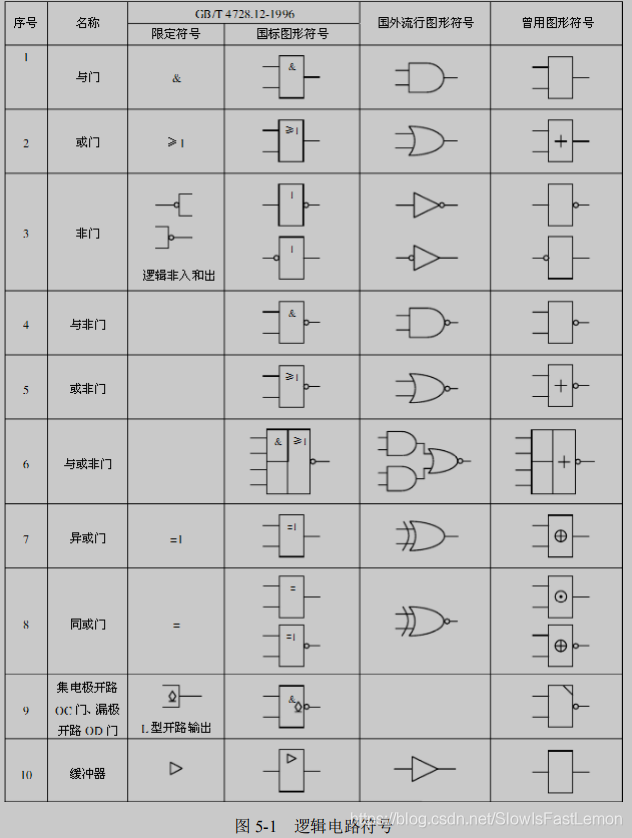 序号 名称 GB/T 4728.12-1996 国外流行图形符号 曾用图形符号
限定符号 国标图形符号
1 与门 & &
2 或门 ≥1 ≥1 +
3 非门 1
1
逻辑非入和出
4 与非门 &
5 或非门 ≥1 +
6 与或非门 & ≥1 +
7 异或门 =1 =1
8 同或门 = =
=1
9 集电极开路
OC门、漏极
开路OD门
L型开路输出 &
10 缓冲器
图 5-1 逻辑电路符号
https://blog.csdn.net/SlowIsFastLemon